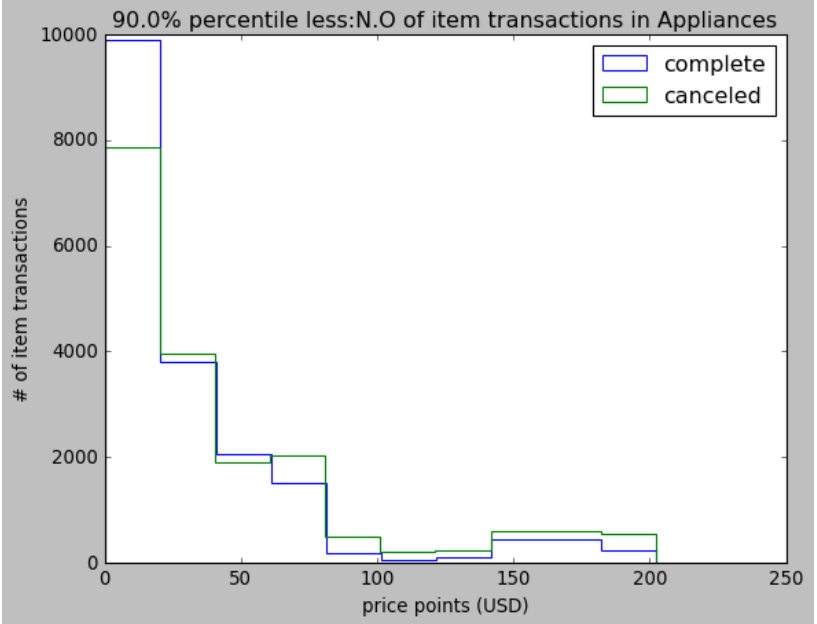 90.0% percentile less:N.O of item transactions in Appliances
complete
canceled
10000
8000
6000
4000
2000
0
# of item transactions
0 50 100 150 200 250
price points (USD)